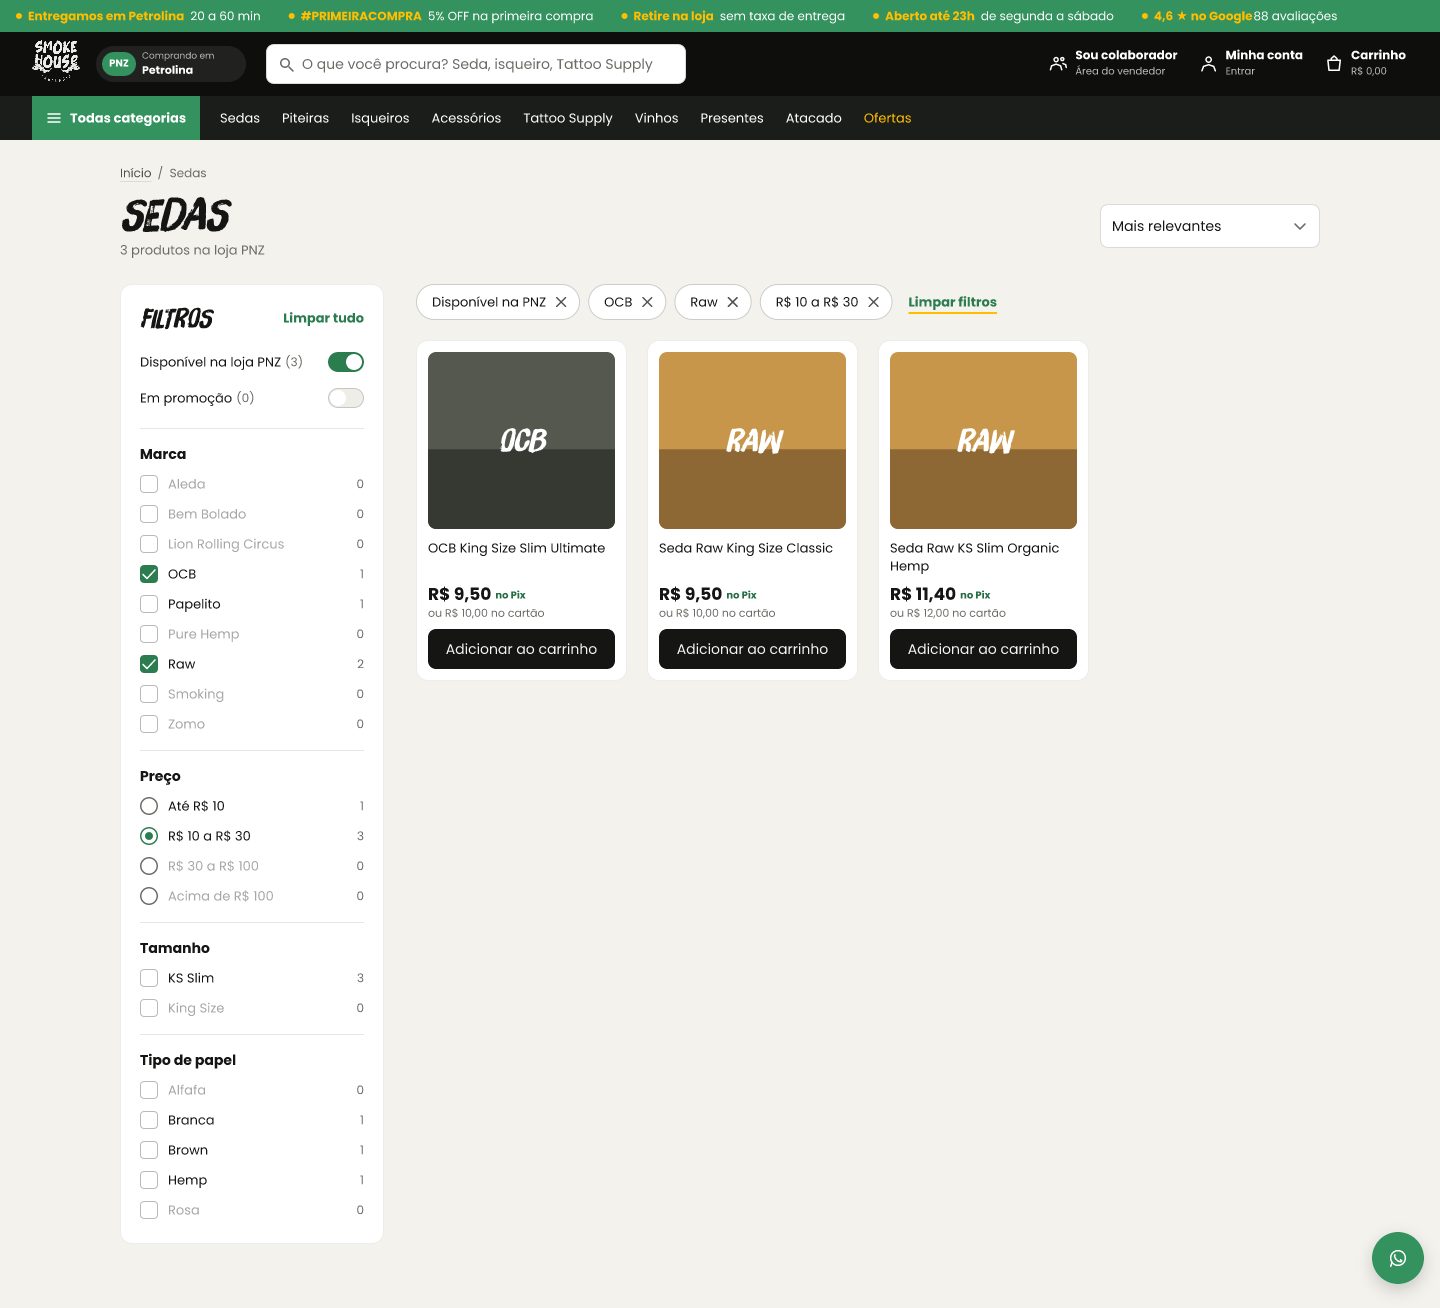 Entregamos em Petrolina 20 a 60 min
#PRIMEIRACOMPRA 5% OFF na primeira compra
Retire na loja sem taxa de entrega
Aberto até 23h de segunda a sábado
4,6 ★ no Google 88 avaliações
SMOKE
HOUSE
PNZ
Comprando em
Petrolina
O que você procura? Seda, isqueiro, Tattoo Supply
Sou colaborador
Área do vendedor
Minha conta
Entrar
Carrinho
R$ 0,00
Todas categorias
Sedas
Piteiras
Isqueiros
Acessórios
Tattoo Supply
Vinhos
Presentes
Atacado
Ofertas
Início / Sedas
SEDAS
3 produtos na loja PNZ
Mais relevantes
FILTROS
Limpar tudo
Disponível na loja PNZ (3)
Em promoção (0)
Marca
Aleda 0
Bem Bolado 0
Lion Rolling Circus 0
OCB 1
Papelito 1
Pure Hemp 0
Raw 2
Smoking 0
Zomo 0
Preço
Até R$ 10 1
R$ 10 a R$ 30 3
R$ 30 a R$ 100 0
Acima de R$ 100 0
Tamanho
KS Slim 3
King Size 0
Tipo de papel
Alfafa 0
Branca 1
Brown 1
Hemp 1
Rosa 0
Disponível na PNZ
OCB
Raw
R$ 10 a R$ 30
Limpar filtros
OCB
OCB King Size Slim Ultimate
R$ 9,50 no Pix
ou R$ 10,00 no cartão
Adicionar ao carrinho
RAW
Seda Raw King Size Classic
R$ 9,50 no Pix
ou R$ 10,00 no cartão
Adicionar ao carrinho
RAW
Seda Raw KS Slim Organic
Hemp
R$ 11,40 no Pix
ou R$ 12,00 no cartão
Adicionar ao carrinho